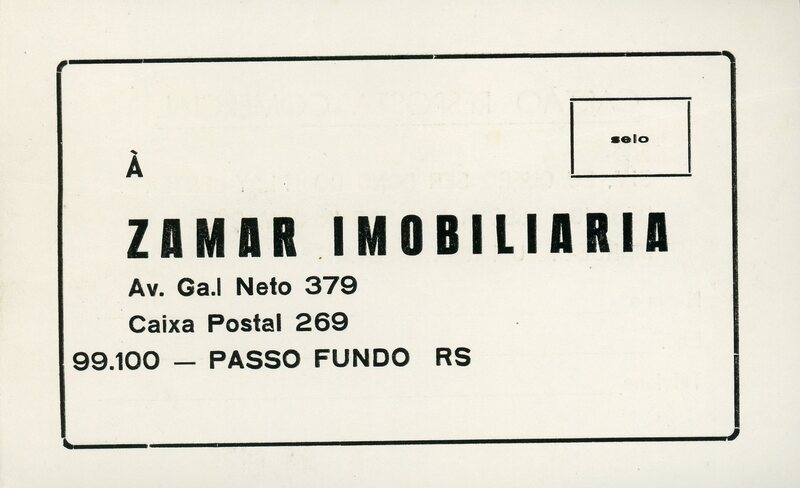 selo
À
ZAMAR IMOBILIARIA
Av. Ga.l Neto 379
Caixa Postal 269
99.100 — PASSO FUNDO RS